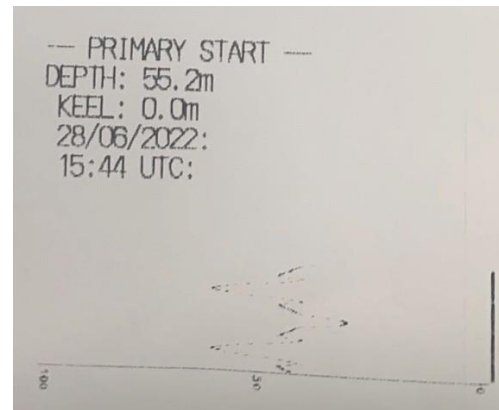 --- PRIMARY START ---
DEPTH: 55.2m
KEEL: 0.0m
28/06/2022:
15:44 UTC:
100 50 0